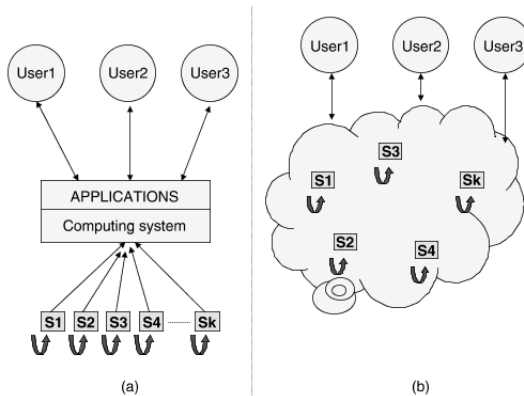 User1 User2 User3
APPLICATIONS
Computing system
S1 S2 S3 S4 Sk
(a)
User1 User2 User3
S3
S1 Sk
S2 S4
(b)